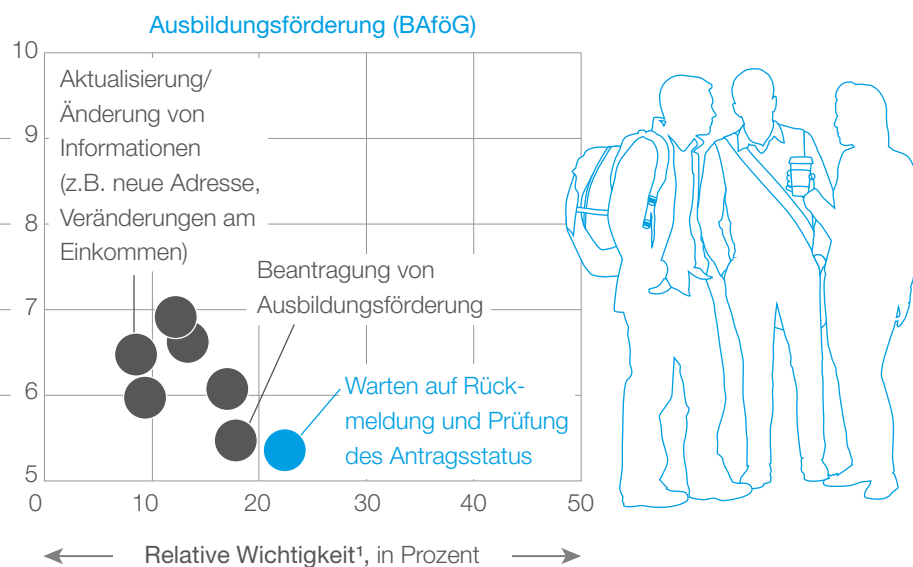 Ausbildungsförderung (BAföG)
10
Aktualisierung/
Änderung von
Informationen
(z.B. neue Adresse,
Veränderungen am
Einkommen)
9
8
Beantragung von
Ausbildungsförderung
7
Warten auf Rück-
meldung und Prüfung
des Antragsstatus
6
5
0 10 20 30 40 50
Relative Wichtigkeit¹, in Prozent